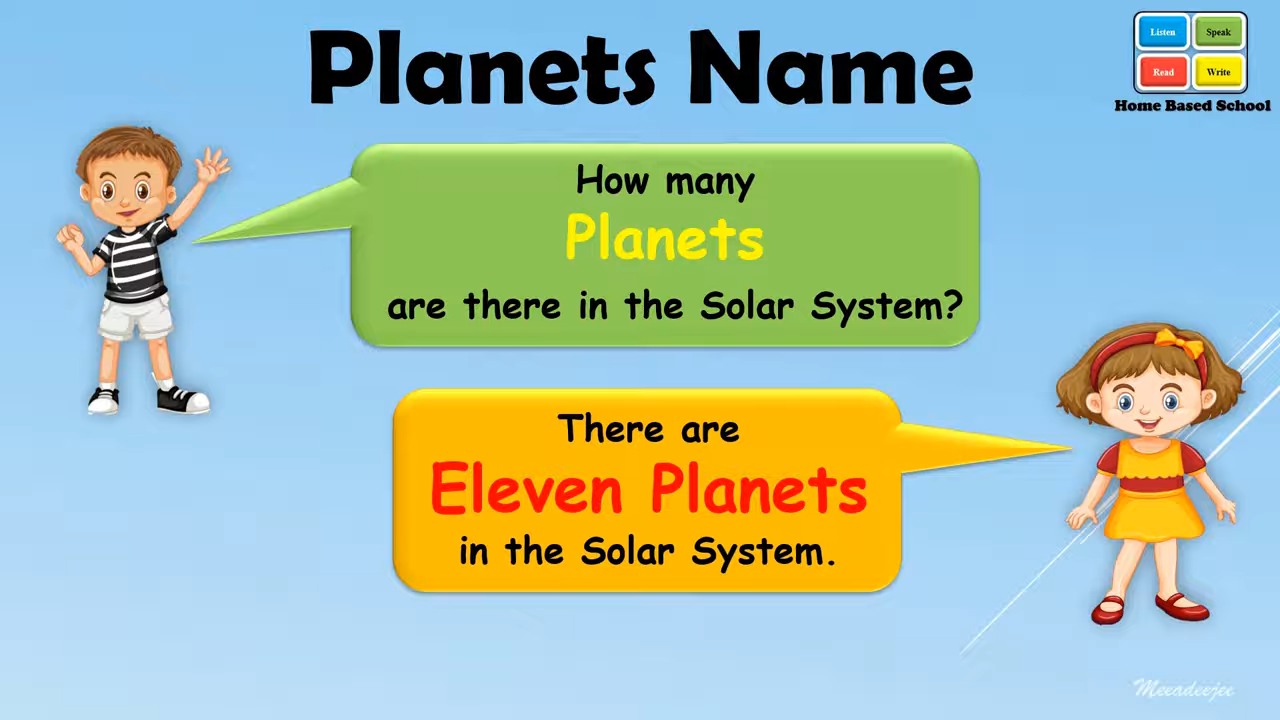 Planets Name
Listen Speak
Read Write
Home Based School
How many
Planets
are there in the Solar System?
There are
Eleven Planets
in the Solar System.
Meeadeejee